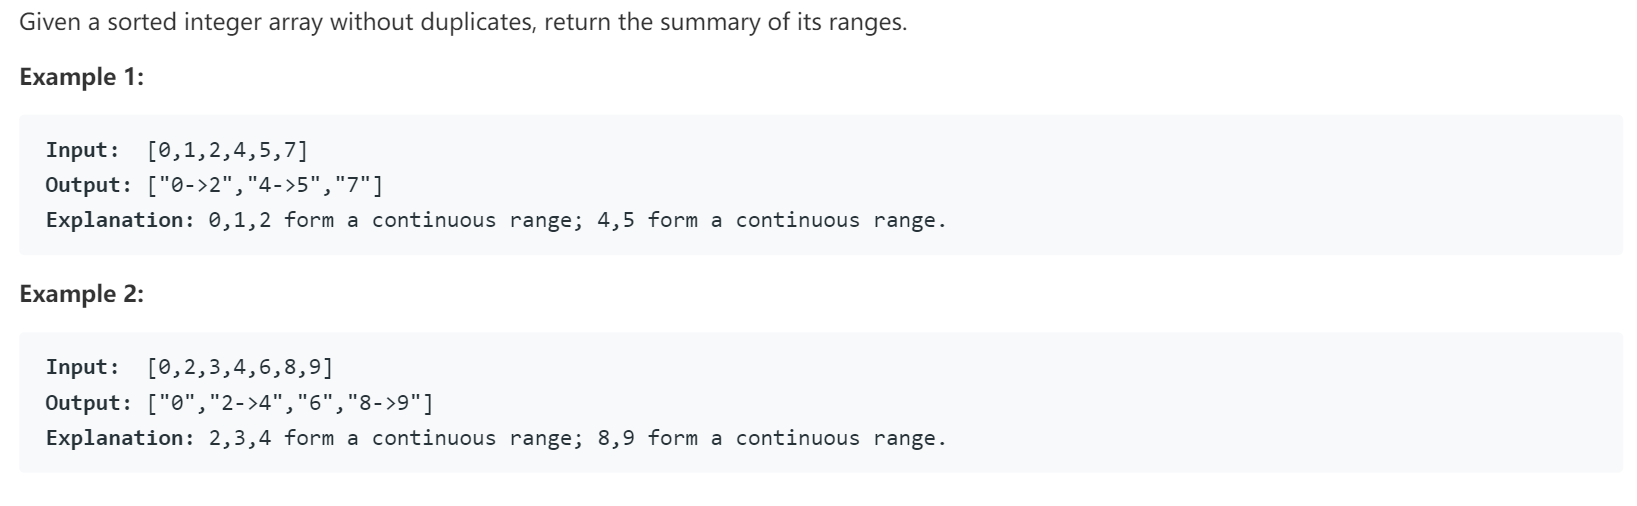 Given a sorted integer array without duplicates, return the summary of its ranges.
Example 1:
Input:  [0,1,2,4,5,7]
Output: ["0->2","4->5","7"]
Explanation: 0,1,2 form a continuous range; 4,5 form a continuous range.
Example 2:
Input:  [0,2,3,4,6,8,9]
Output: ["0","2->4","6","8->9"]
Explanation: 2,3,4 form a continuous range; 8,9 form a continuous range.